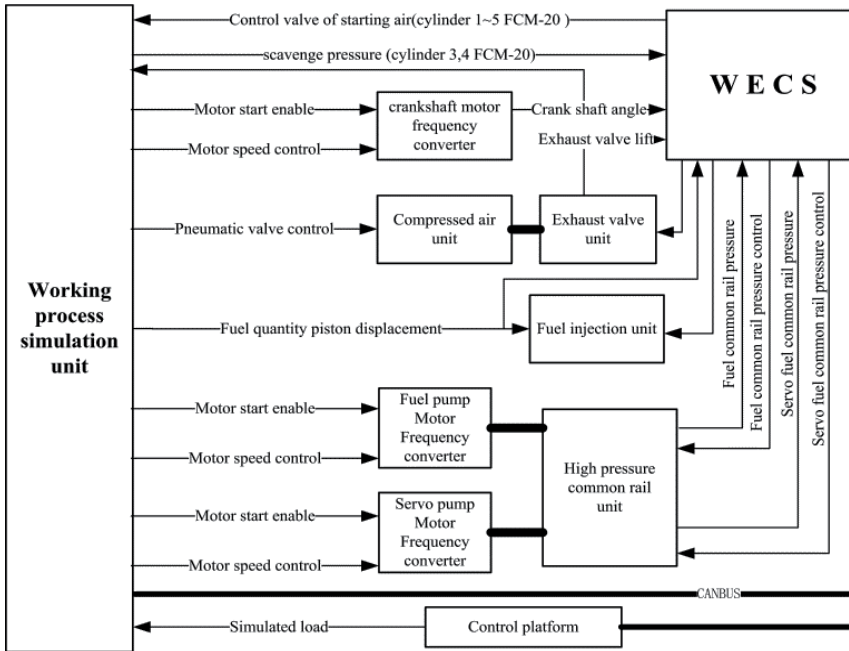 Control valve of starting air(cylinder 1~5 FCM-20 )
scavenge pressure (cylinder 3,4 FCM-20)
W E C S
Motor start enable
crankshaft motor
frequency
converter
Crank shaft angle
Motor speed control
Exhaust valve lift
Pneumatic valve control
Compressed air
unit
Exhaust valve
unit
Working
process
simulation
unit
Fuel quantity piston displacement
Fuel injection unit
Fuel common rail pressure
Fuel common rail pressure control
Servo fuel common rail pressure
Servo fuel common rail pressure control
Motor start enable
Fuel pump
Motor
Frequency
converter
Motor speed control
High pressure
common rail
unit
Motor start enable
Servo pump
Motor
Frequency
converter
Motor speed control
CANBUS
Simulated load
Control platform